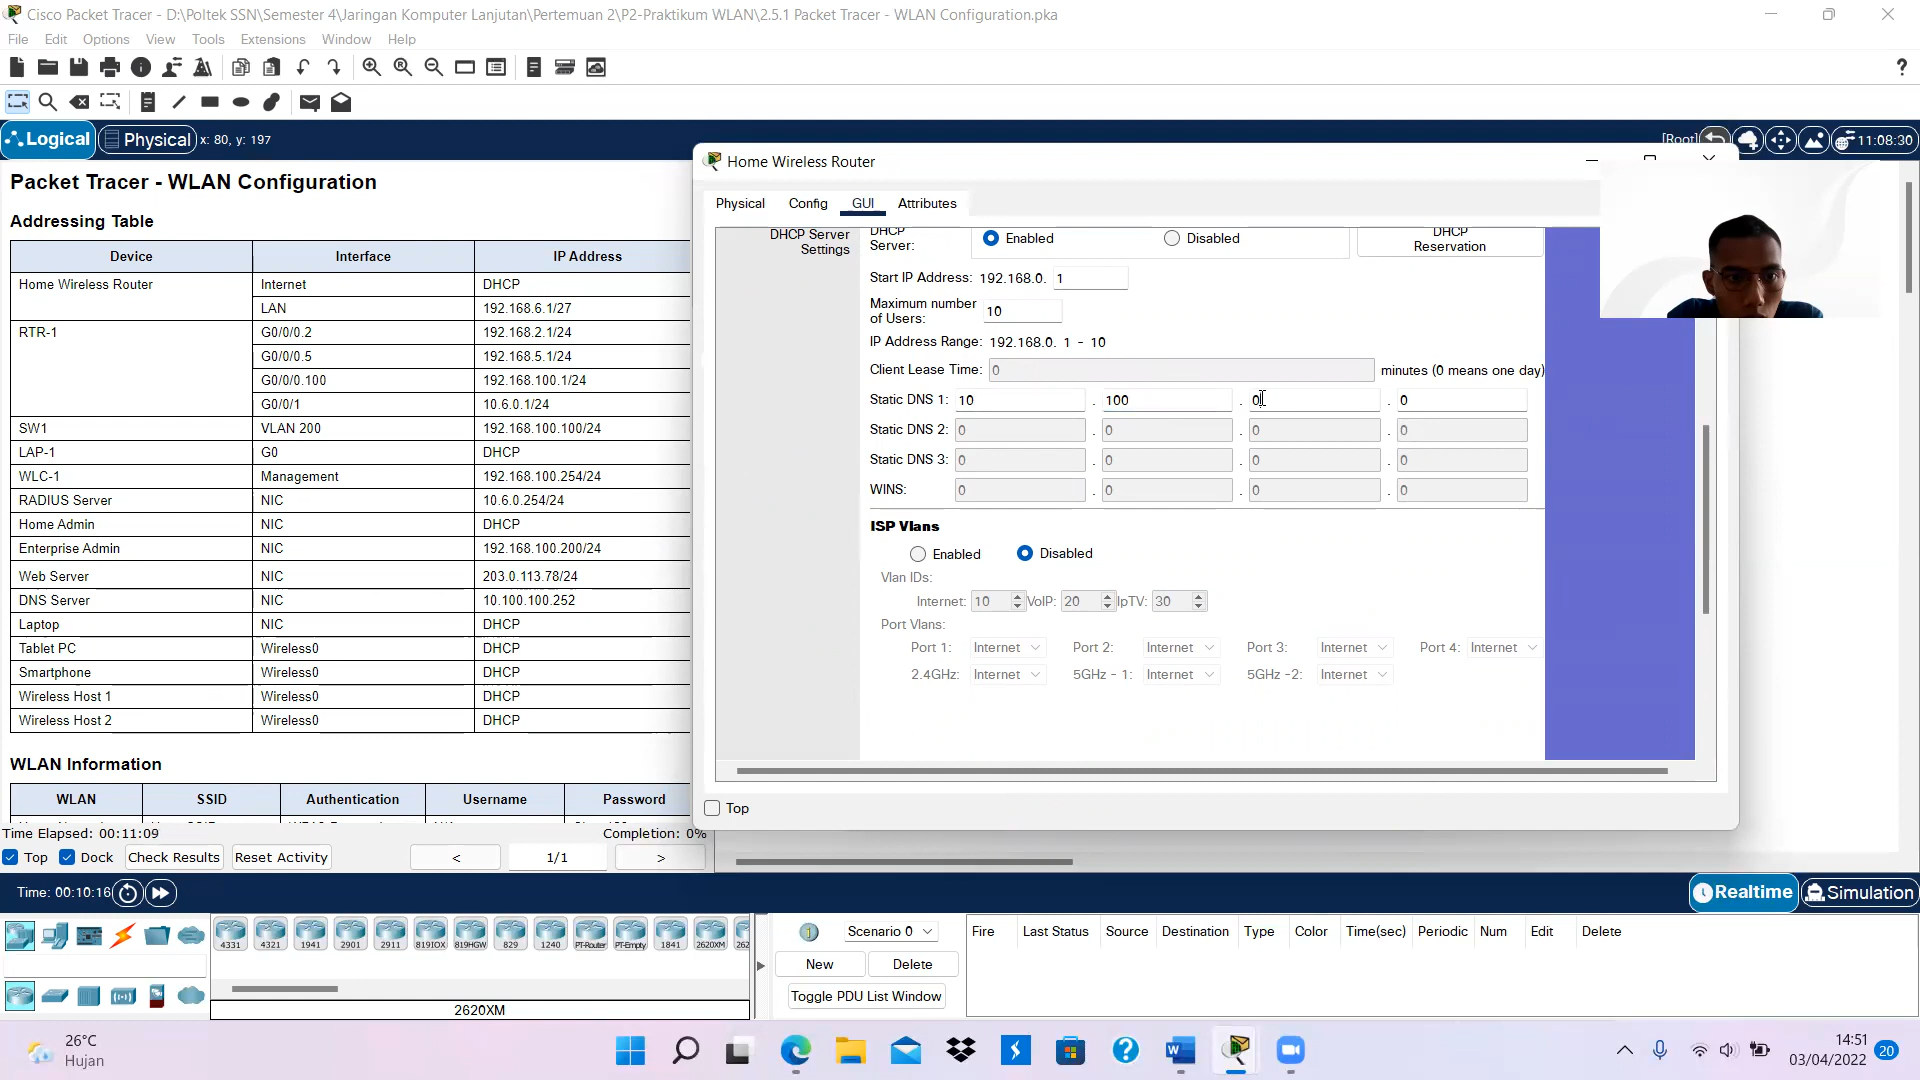 Cisco Packet Tracer - D:\Poltek SSN\Semester 4\Jaringan Komputer Lanjutan\Pertemuan 2\P2-Praktikum WLAN\2.5.1 Packet Tracer - WLAN Configuration.pka
File Edit Options View Tools Extensions Window Help
Logical Physical x: 80, y: 197 [Root] 11:08:30
Packet Tracer - WLAN Configuration
Addressing Table
Device Interface IP Address
Home Wireless Router Internet DHCP
LAN 192.168.6.1/27
RTR-1 G0/0/0.2 192.168.2.1/24
G0/0/0.5 192.168.5.1/24
G0/0/0.100 192.168.100.1/24
G0/0/1 10.6.0.1/24
SW1 VLAN 200 192.168.100.100/24
LAP-1 G0 DHCP
WLC-1 Management 192.168.100.254/24
RADIUS Server NIC 10.6.0.254/24
Home Admin NIC DHCP
Enterprise Admin NIC 192.168.100.200/24
Web Server NIC 203.0.113.78/24
DNS Server NIC 10.100.100.252
Laptop NIC DHCP
Tablet PC Wireless0 DHCP
Smartphone Wireless0 DHCP
Wireless Host 1 Wireless0 DHCP
Wireless Host 2 Wireless0 DHCP
WLAN Information
WLAN SSID Authentication Username Password
Time Elapsed: 00:11:09 Completion: 0%
Top Dock Check Results Reset Activity < 1/1 >
Home Wireless Router
Physical Config GUI Attributes
DHCP Server Settings
DHCP Server: Enabled Disabled DHCP Reservation
Start IP Address: 192.168.0. 1
Maximum number of Users: 10
IP Address Range: 192.168.0. 1 - 10
Client Lease Time: 0 minutes (0 means one day)
Static DNS 1: 10 . 100 . 0 . 0
Static DNS 2: 0 . 0 . 0 . 0
Static DNS 3: 0 . 0 . 0 . 0
WINS: 0 . 0 . 0 . 0
ISP Vlans
Enabled Disabled
Vlan IDs:
Internet: 10 VoIP: 20 IpTV: 30
Port Vlans:
Port 1: Internet Port 2: Internet Port 3: Internet Port 4: Internet
2.4GHz: Internet 5GHz - 1: Internet 5GHz -2: Internet
Top
Time: 00:10:16 Realtime Simulation
4331 4321 1941 2901 2911 819IOX 819HGW 829 1240 PT-Router PT-Empty 1841 2620XM 262
2620XM
Scenario 0
New Delete
Toggle PDU List Window
Fire Last Status Source Destination Type Color Time(sec) Periodic Num Edit Delete
26°C
Hujan
14:51
03/04/2022 20